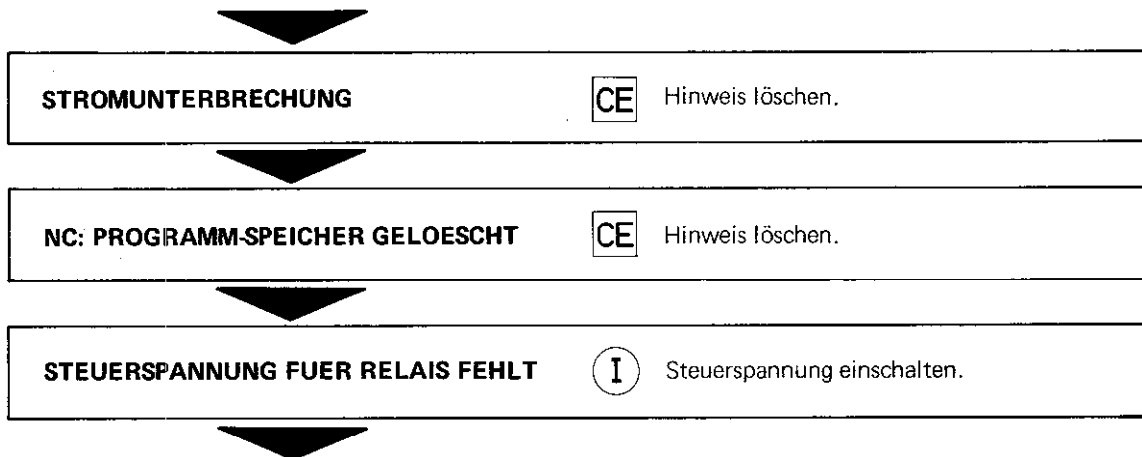 STROMUNTERBRECHUNG CE Hinweis löschen.
NC: PROGRAMM-SPEICHER GELOESCHT CE Hinweis löschen.
STEUERSPANNUNG FUER RELAIS FEHLT I Steuerspannung einschalten.